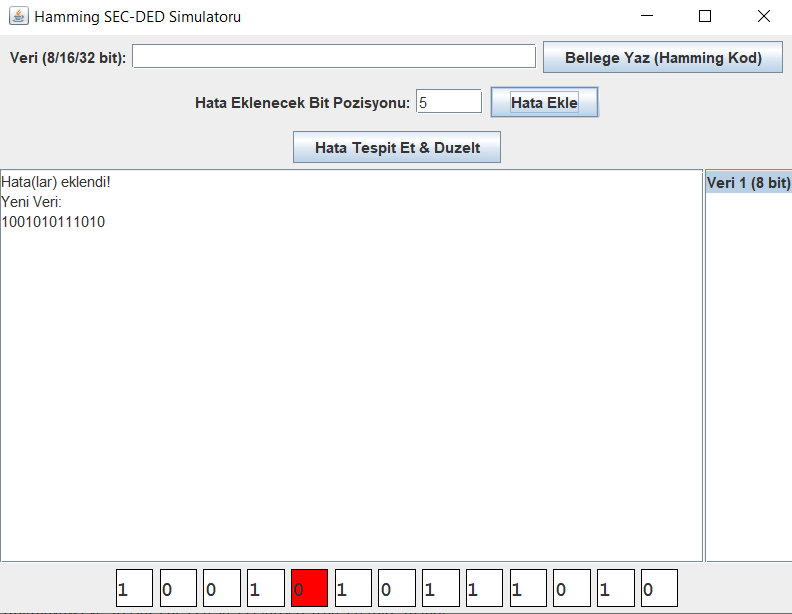 Hamming SEC-DED Simulatoru
Veri (8/16/32 bit):
Bellege Yaz (Hamming Kod)
Hata Eklenecek Bit Pozisyonu: 5
Hata Ekle
Hata Tespit Et & Duzelt
Hata(lar) eklendi!
Yeni Veri:
1001010111010
Veri 1 (8 bit)
1 0 0 1 0 1 0 1 1 1 0 1 0